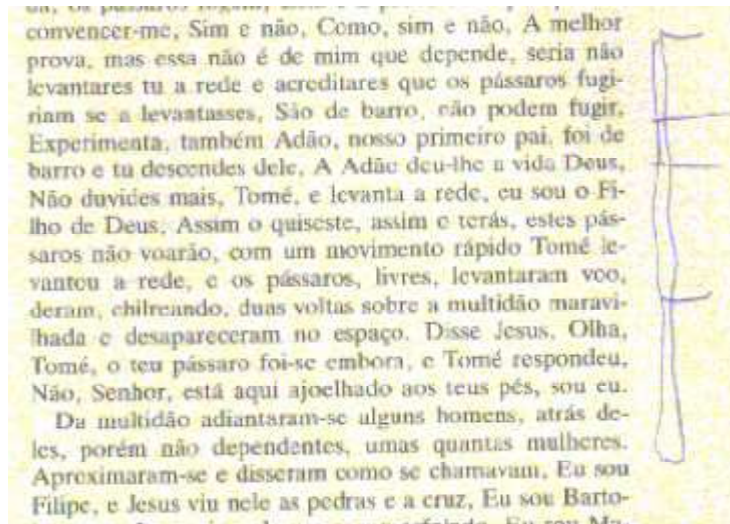 convencer-me, Sim e não, Como, sim e não, A melhor
prova, mas essa não é de mim que depende, seria não
levantares tu a rede e acreditares que os pássaros fugi-
riam se a levantasses, São de barro, não podem fugir,
Experimenta, também Adão, nosso primeiro pai, foi de
barro e tu descendes dele, A Adão deu-lhe a vida Deus,
Não duvides mais, Tomé, e levanta a rede, eu sou o Fi-
lho de Deus, Assim o quiseste, assim o terás, estes pás-
saros não voarão, com um movimento rápido Tomé le-
vantou a rede, e os pássaros, livres, levantaram voo,
deram, chilreando, duas voltas sobre a multidão maravi-
lhada e desapareceram no espaço. Disse Jesus, Olha,
Tomé, o teu pássaro foi-se embora, e Tomé respondeu,
Não, Senhor, está aqui ajoelhado aos teus pés, sou eu.
Da multidão adiantaram-se alguns homens, atrás de-
les, porém não dependentes, umas quantas mulheres.
Aproximaram-se e disseram como se chamavam, Eu sou
Filipe, e Jesus viu nele as pedras e a cruz, Eu sou Barto-